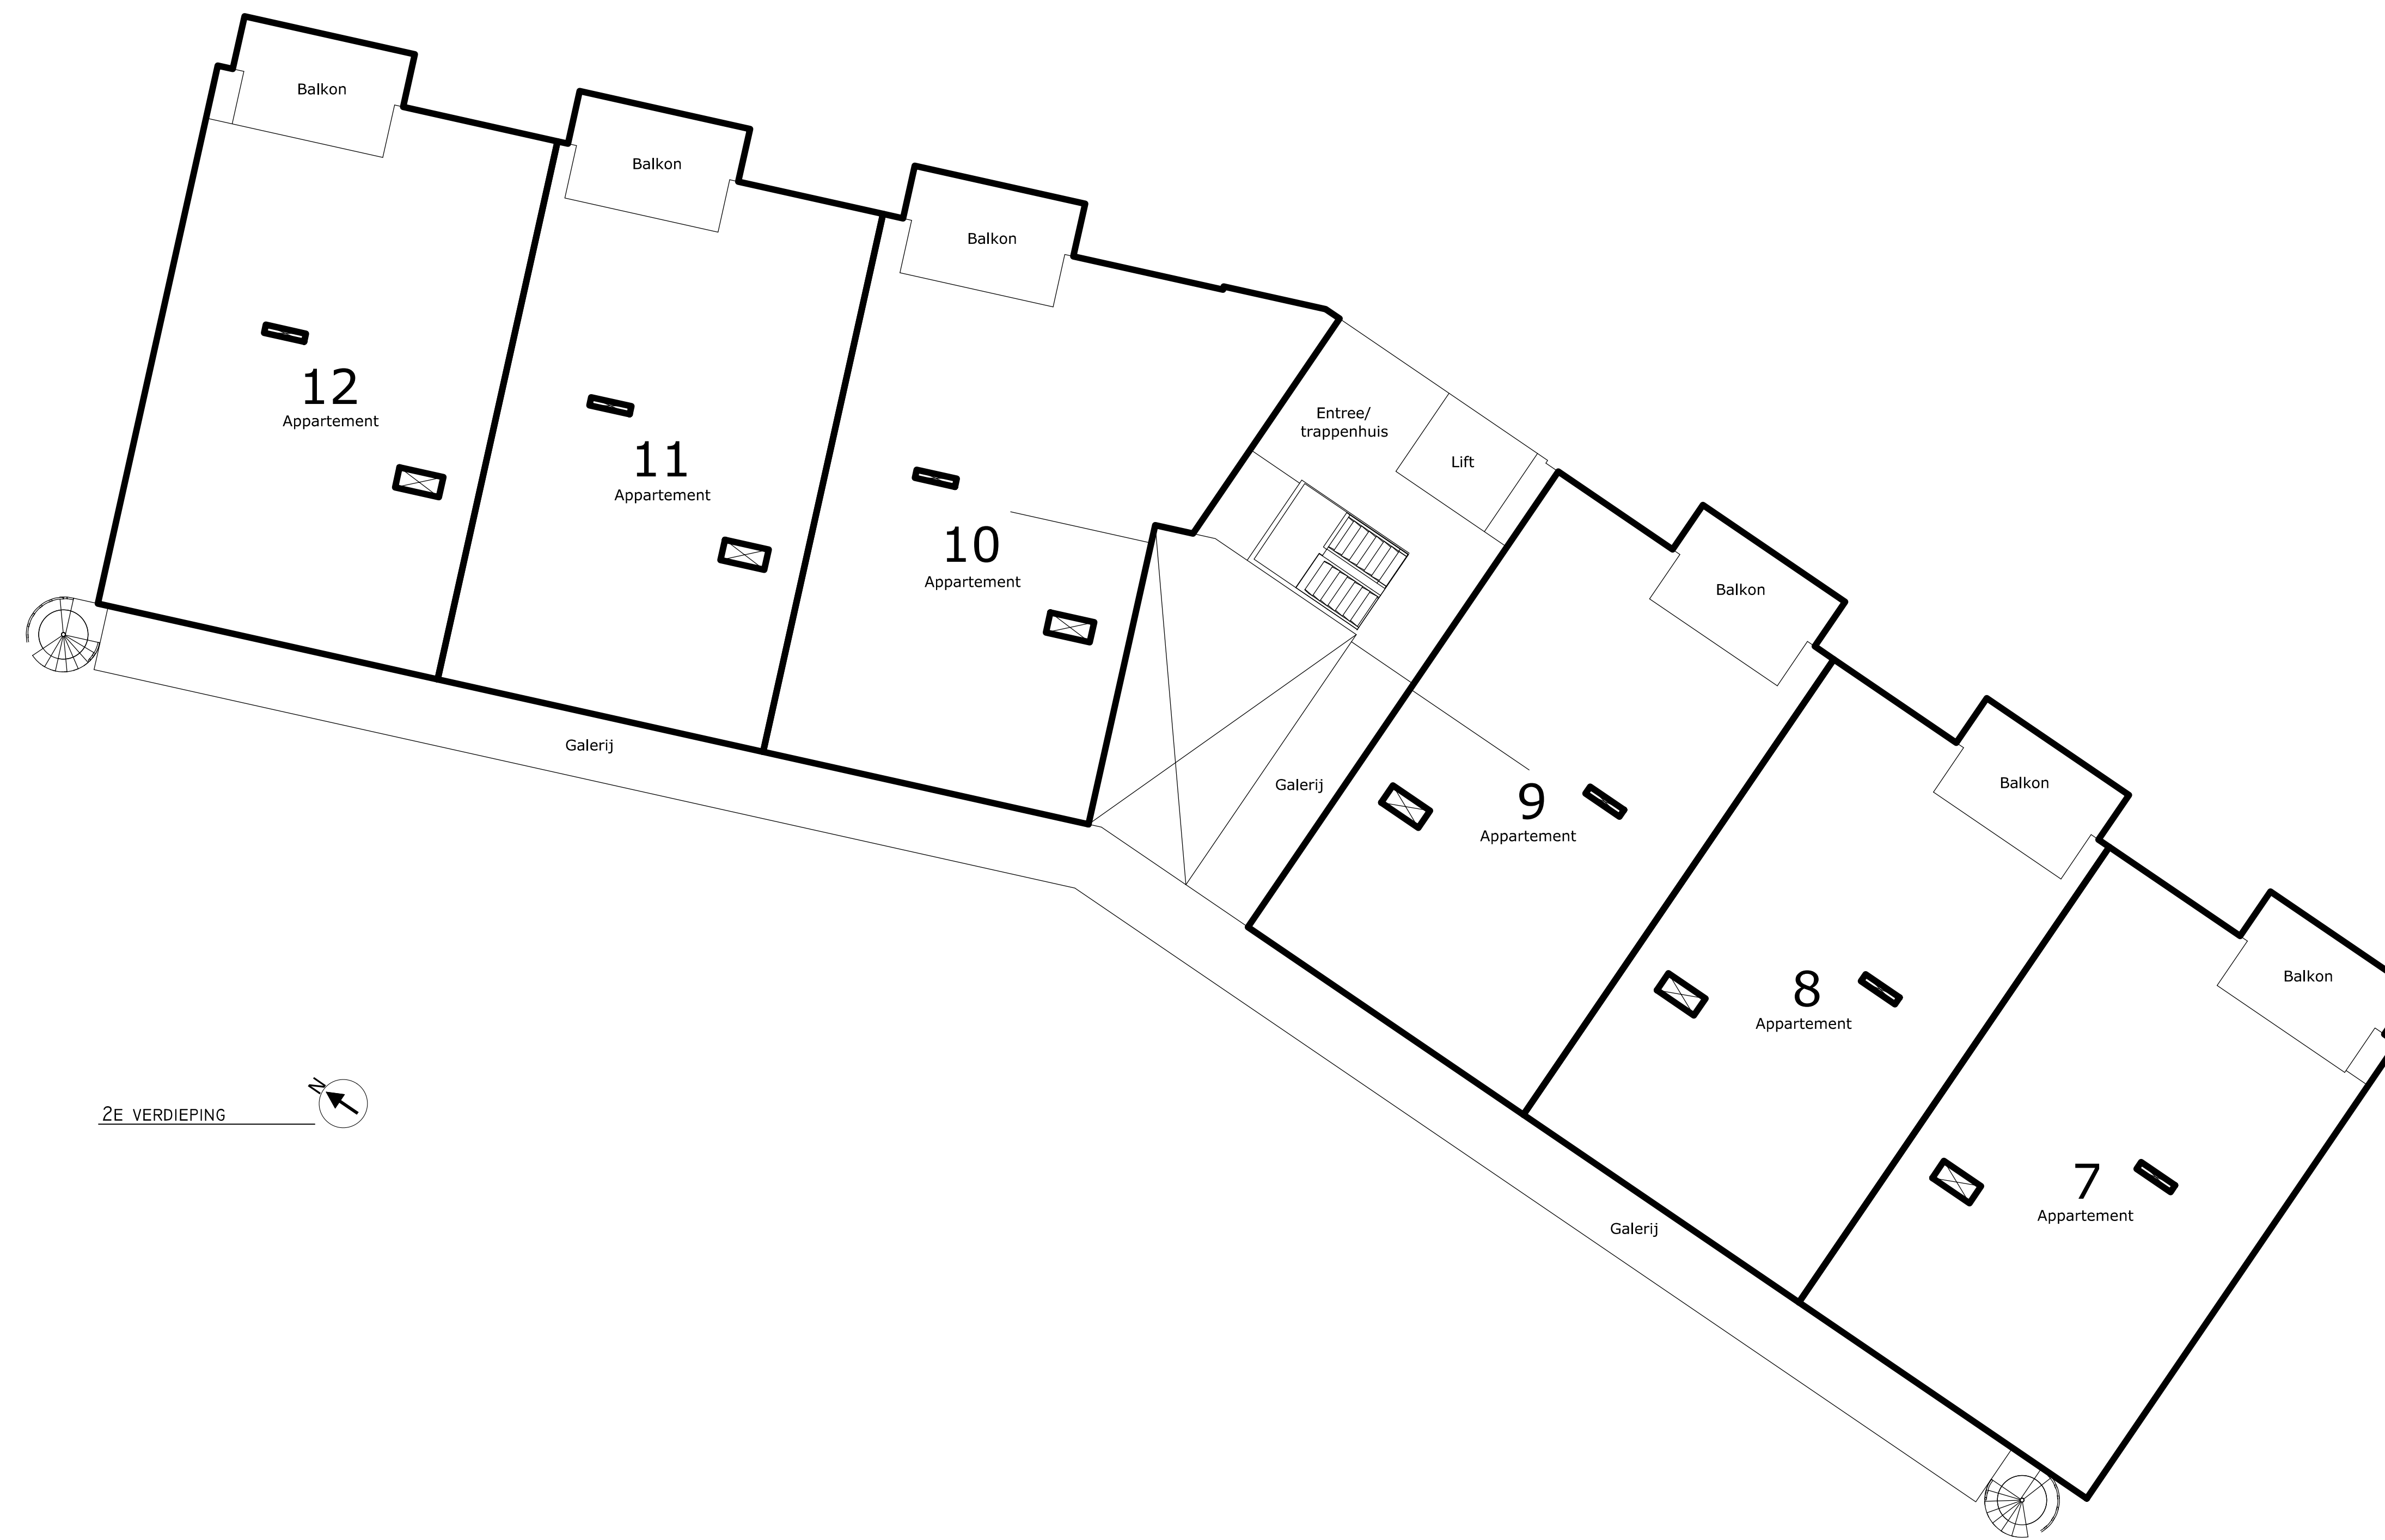 Balkon
Balkon
Balkon
12
Appartement
11
Appartement
10
Appartement
Entree/
trappenhuis
Lift
Balkon
Balkon
Balkon
Galerij
Galerij
9
Appartement
8
Appartement
7
Appartement
Galerij
2E VERDIEPING
N